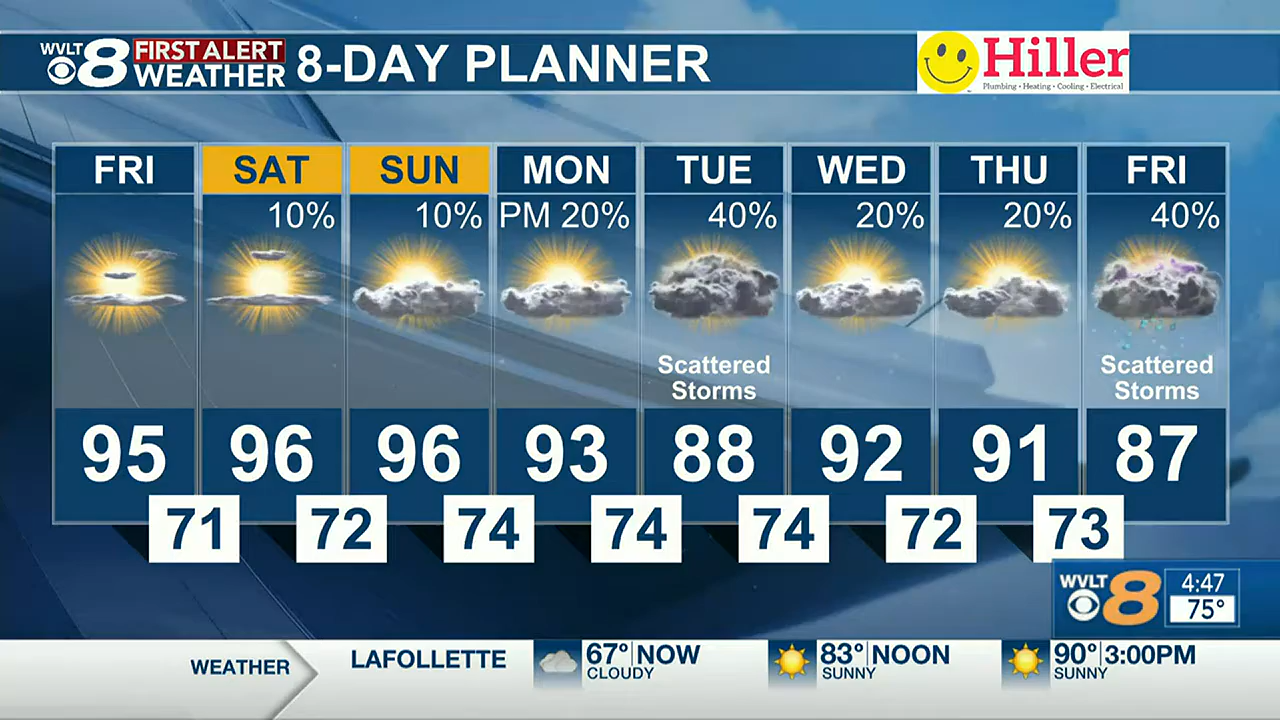 WVLT 8 FIRST ALERT WEATHER
8-DAY PLANNER
Hiller
Plumbing • Heating • Cooling • Electrical
FRI SAT SUN MON TUE WED THU FRI
10% 10% PM 20% 40% 20% 20% 40%
Scattered Storms Scattered Storms
95 96 96 93 88 92 91 87
71 72 74 74 74 72 73
WVLT 8 4:47
75°
WEATHER LAFOLLETTE 67° NOW 83° NOON 90° 3:00PM
CLOUDY SUNNY SUNNY